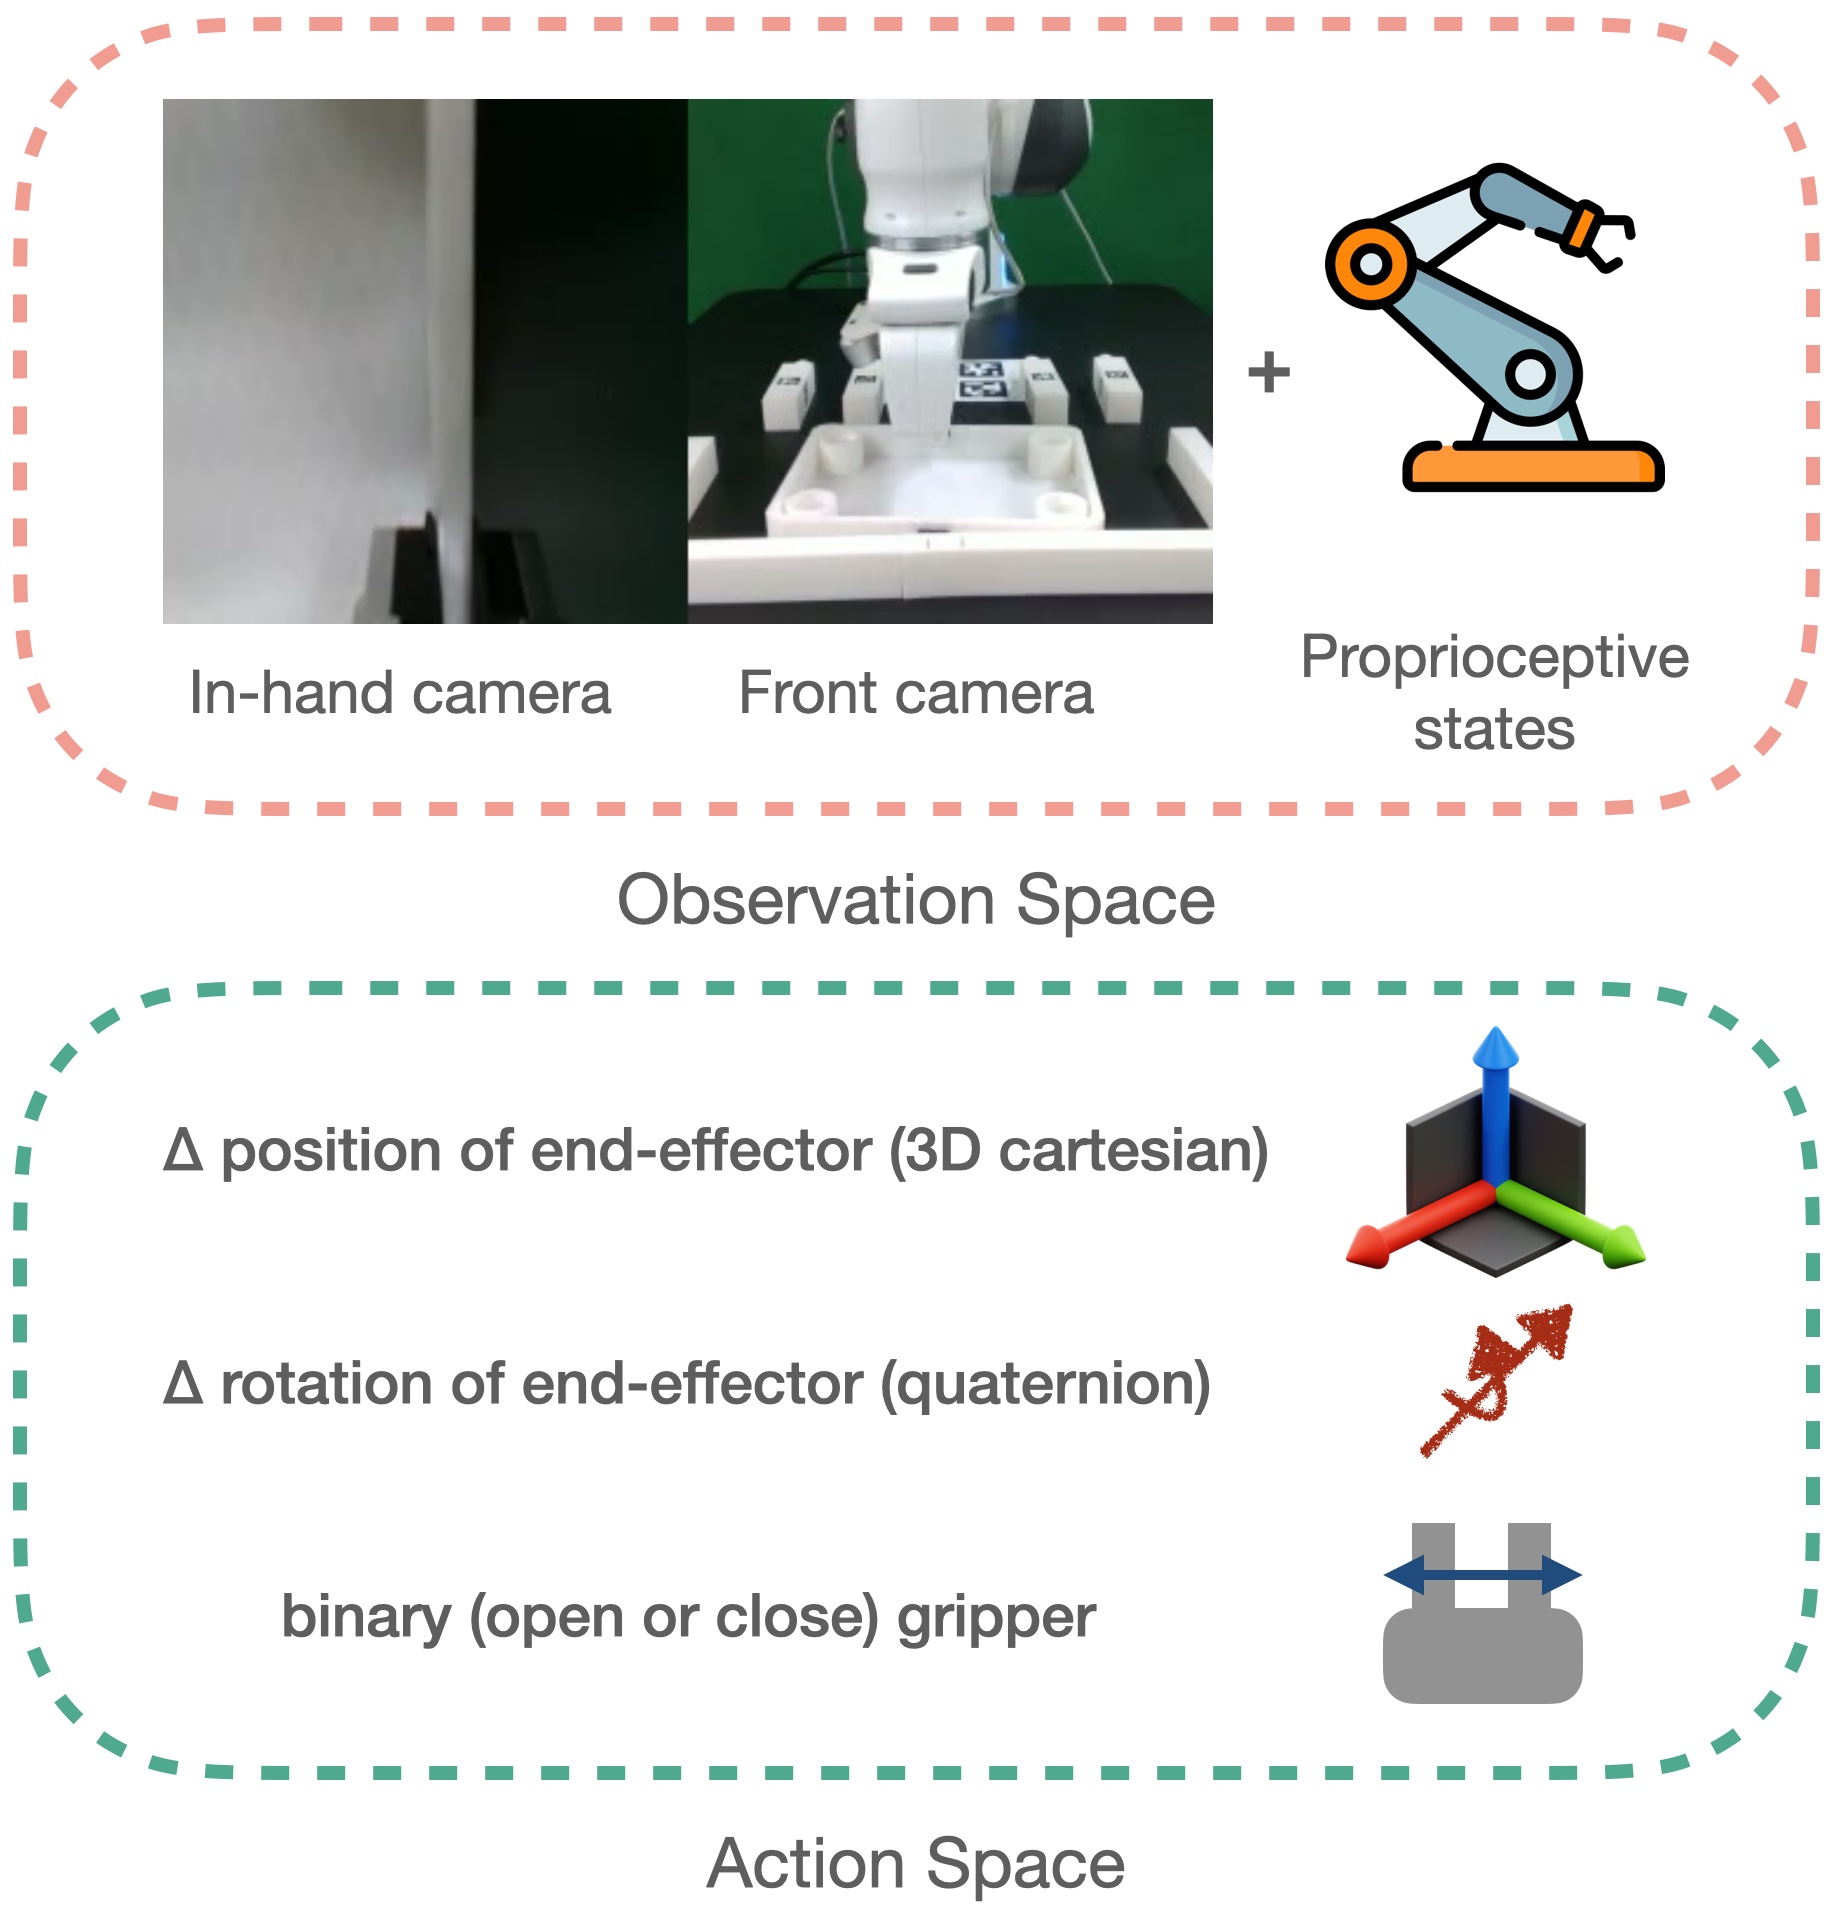 +
In-hand camera
Front camera
Proprioceptive
states
Observation Space
Δ position of end-effector (3D cartesian)
Δ rotation of end-effector (quaternion)
binary (open or close) gripper
Action Space